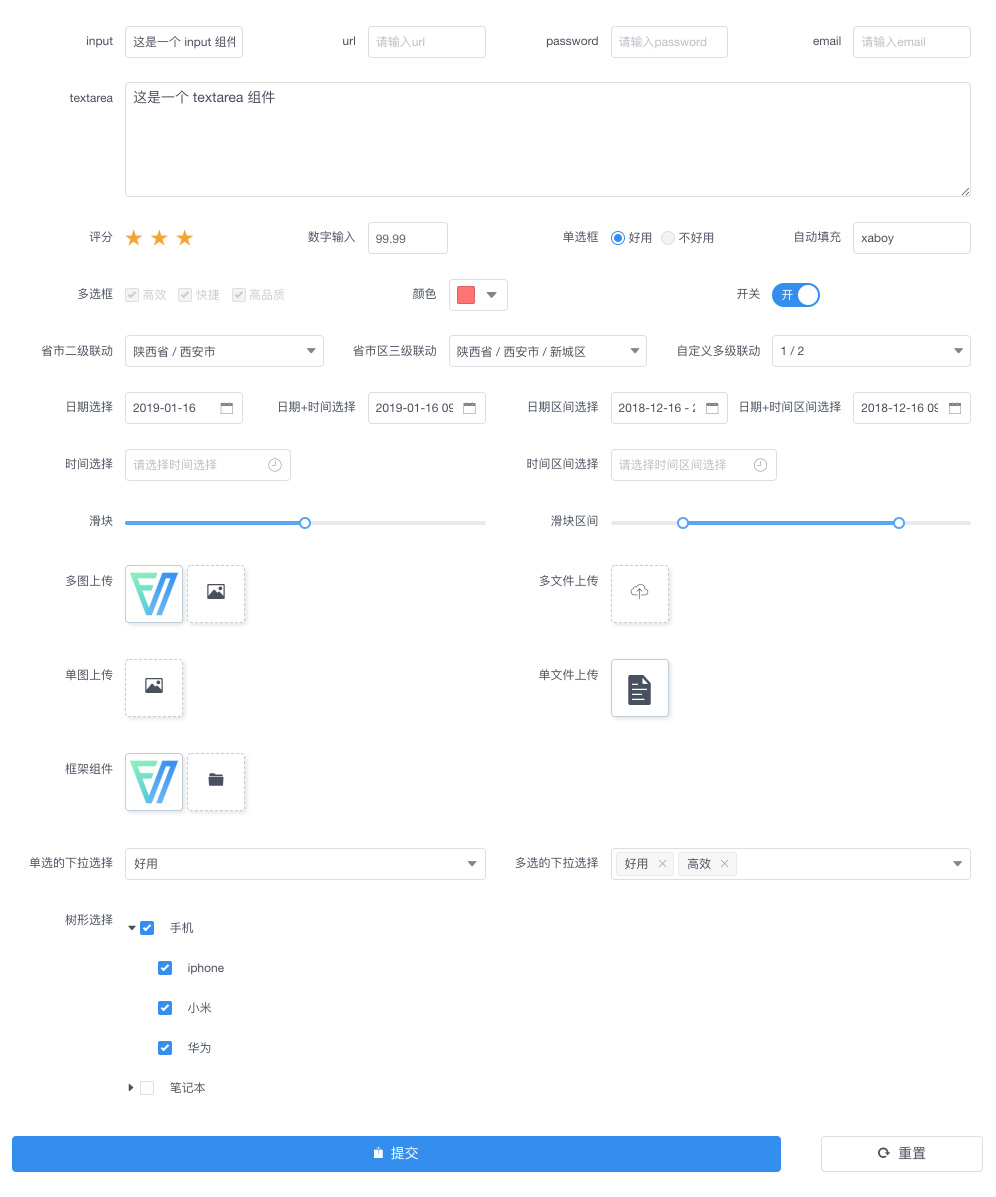 input 这是一个 input 组件 url 请输入url password 请输入password email 请输入email
textarea 这是一个 textarea 组件
评分 数字输入 99.99 单选框 好用 不好用 自动填充 xaboy
多选框 高效 快捷 高品质 颜色 开关 开
省市二级联动 陕西省 / 西安市 省市区三级联动 陕西省 / 西安市 / 新城区 自定义多级联动 1 / 2
日期选择 2019-01-16 日期+时间选择 2019-01-16 09 日期区间选择 2018-12-16 - 日期+时间区间选择 2018-12-16 09
时间选择 请选择时间选择 时间区间选择 请选择时间区间选择
滑块 滑块区间
多图上传 多文件上传
单图上传 单文件上传
框架组件
单选的下拉选择 好用 多选的下拉选择 好用 高效
树形选择 手机
iphone
小米
华为
笔记本
提交 重置